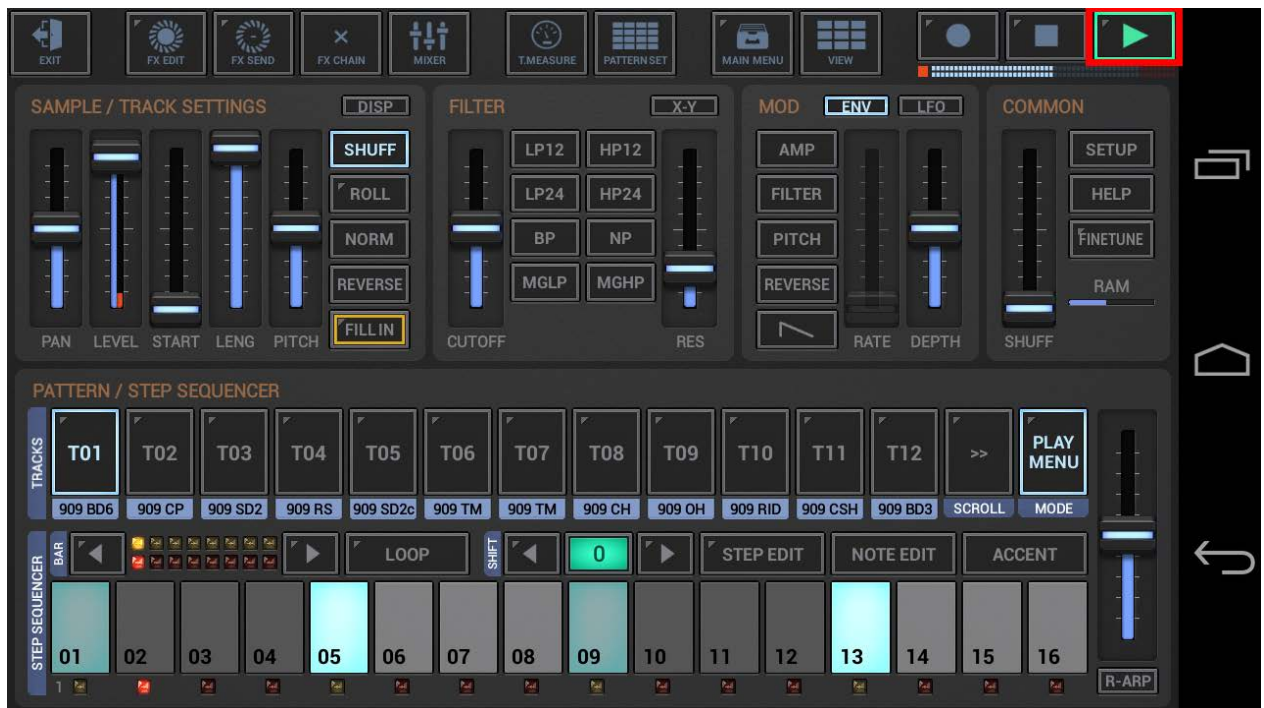 EXIT
FX EDIT
FX SEND
FX CHAIN
MIXER
T.MEASURE
PATTERN SET
MAIN MENU
VIEW
SAMPLE / TRACK SETTINGS
DISP
SHUFF
ROLL
NORM
REVERSE
FILL IN
PAN LEVEL START LENG PITCH
FILTER
X-Y
LP12 HP12
LP24 HP24
BP NP
MGLP MGHP
CUTOFF RES
MOD
ENV
LFO
AMP
FILTER
PITCH
REVERSE
RATE DEPTH
COMMON
SETUP
HELP
FINETUNE
RAM
SHUFF
PATTERN / STEP SEQUENCER
TRACKS
T01 T02 T03 T04 T05 T06 T07 T08 T09 T10 T11 T12 >> PLAY MENU
909 BD6 909 CP 909 SD2 909 RS 909 SD2c 909 TM 909 TM 909 CH 909 OH 909 RID 909 CSH 909 BD3 SCROLL MODE
STEP SEQUENCER
BAR
LOOP
SHIFT
0
STEP EDIT
NOTE EDIT
ACCENT
01 02 03 04 05 06 07 08 09 10 11 12 13 14 15 16
1
R-ARP